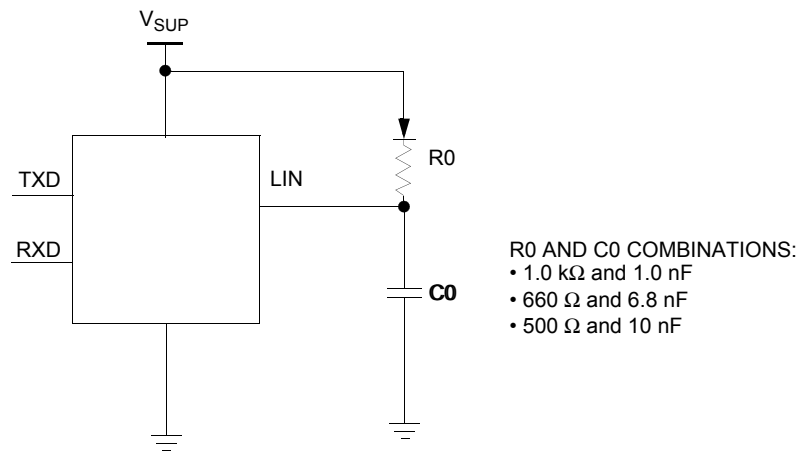 VSUP
R0
TXD
LIN
RXD
C0
R0 AND C0 COMBINATIONS:
• 1.0 kΩ and 1.0 nF
• 660 Ω and 6.8 nF
• 500 Ω and 10 nF